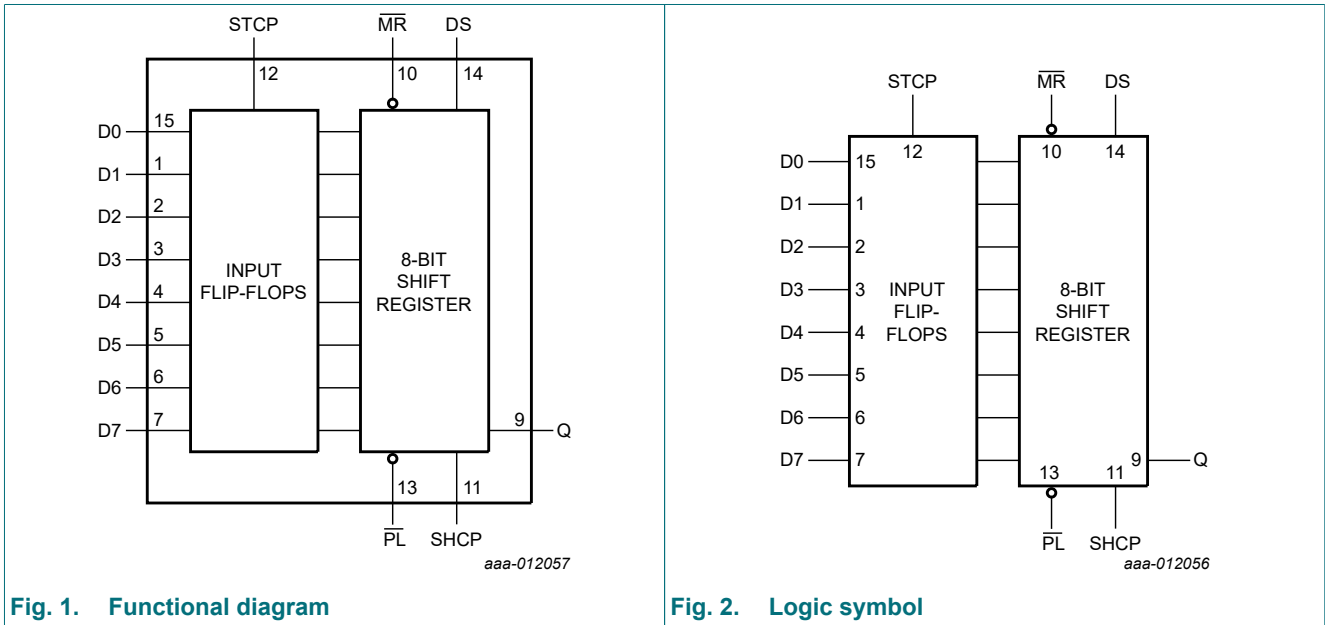 STCP
MR
DS
12
10
14
D0
15
D1
1
D2
2
D3
3
D4
4
D5
5
D6
6
D7
7
INPUT
FLIP-FLOPS
8-BIT
SHIFT
REGISTER
9
Q
13
11
PL
SHCP
aaa-012057
Fig. 1. Functional diagram
STCP
MR
DS
12
10
14
D0
15
D1
1
D2
2
D3
3
D4
4
D5
5
D6
6
D7
7
INPUT
FLIP-
FLOPS
8-BIT
SHIFT
REGISTER
9
Q
13
11
PL
SHCP
aaa-012056
Fig. 2. Logic symbol